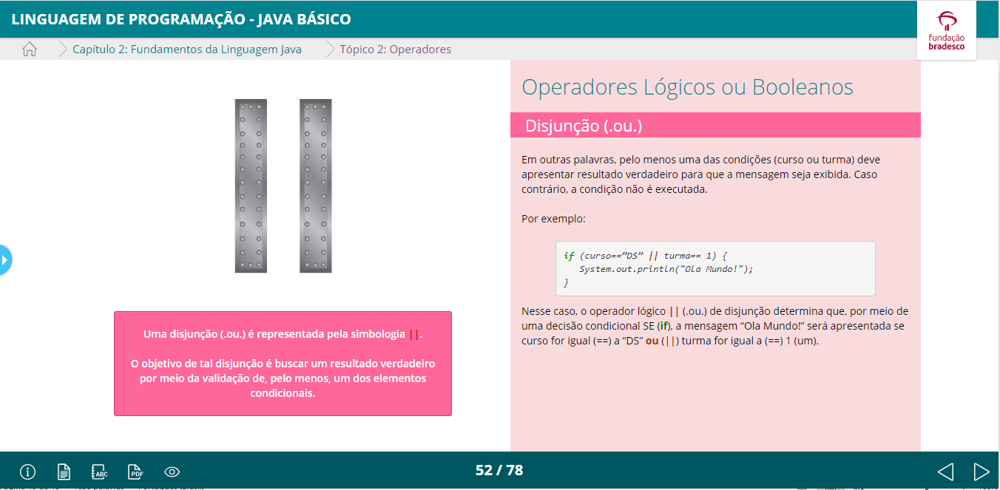 LINGUAGEM DE PROGRAMAÇÃO - JAVA BÁSICO
fundação
bradesco
Capítulo 2: Fundamentos da Linguagem Java
Tópico 2: Operadores
Uma disjunção (.ou.) é representada pela simbologia ||.
O objetivo de tal disjunção é buscar um resultado verdadeiro
por meio da validação de, pelo menos, um dos elementos
condicionais.
Operadores Lógicos ou Booleanos
Disjunção (.ou.)
Em outras palavras, pelo menos uma das condições (curso ou turma) deve
apresentar resultado verdadeiro para que a mensagem seja exibida. Caso
contrário, a condição não é executada.
Por exemplo:
if (curso==”DS” || turma== 1) {
System.out.println("Ola Mundo!");
}
Nesse caso, o operador lógico || (.ou.) de disjunção determina que, por meio de
uma decisão condicional SE (if), a mensagem “Ola Mundo!” será apresentada se
curso for igual (==) a “DS” ou (||) turma for igual a (==) 1 (um).
ABC
PDF
52 / 78